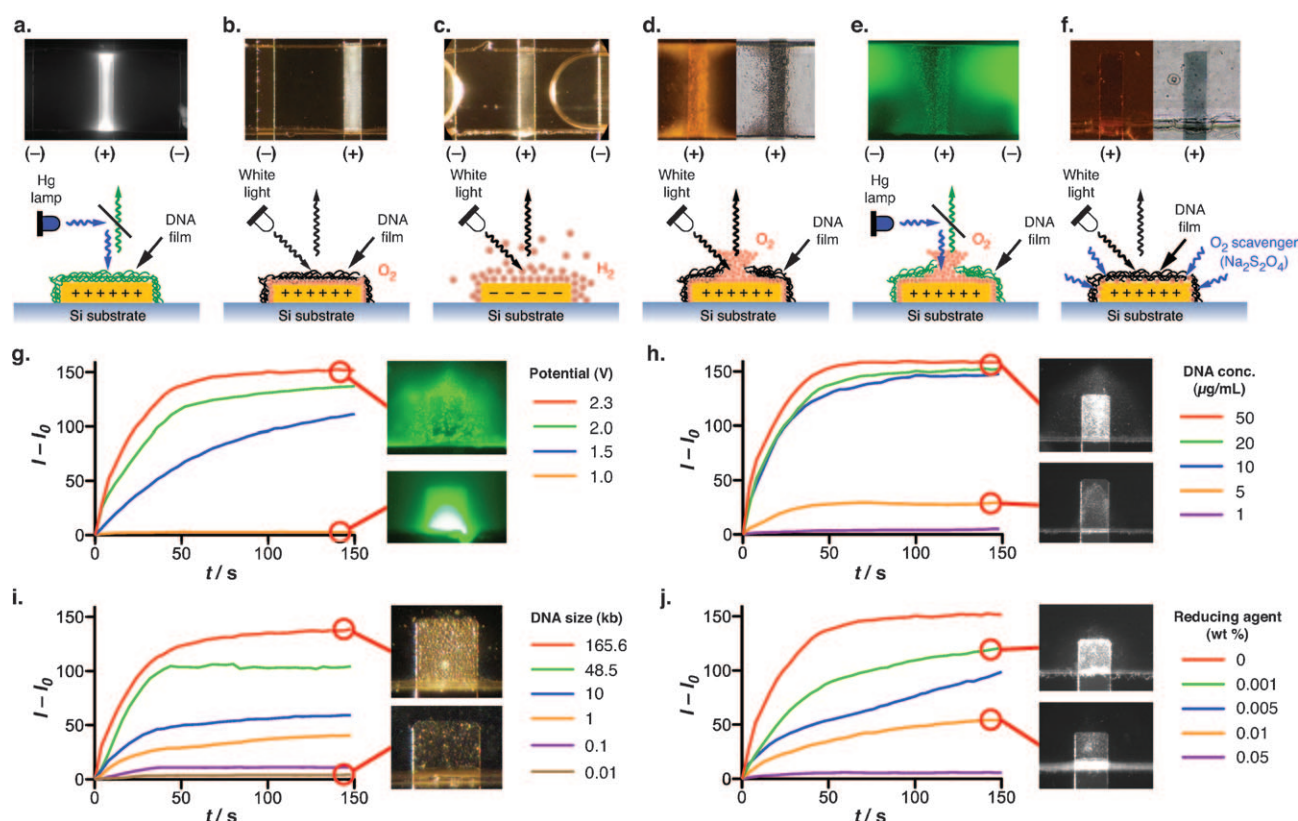 a.
b.
c.
d.
e.
f.
(−) (+) (−)
(−) (+)
(−) (+) (−)
(+) (+)
(−) (+) (−)
(+) (+)
Hg
lamp
DNA
film
++++++
Si substrate
White
light
DNA
film
O2
++++++
Si substrate
White
light
H2
− − − − −
Si substrate
White
light
O2
DNA
film
++++++
Si substrate
Hg
lamp
O2
DNA
film
++++++
Si substrate
White
light
DNA
film
O2 scavenger
(Na2S2O4)
++++++
Si substrate
g.
150
100
50
0
I – I0
0 50 100 150
t / s
Potential (V)
2.3
2.0
1.5
1.0
h.
150
100
50
0
I – I0
0 50 100 150
t / s
DNA conc.
(µg/mL)
50
20
10
5
1
i.
150
100
50
0
I – I0
0 50 100 150
t / s
DNA size (kb)
165.6
48.5
10
1
0.1
0.01
j.
150
100
50
0
I – I0
0 50 100 150
t / s
Reducing agent
(wt %)
0
0.001
0.005
0.01
0.05